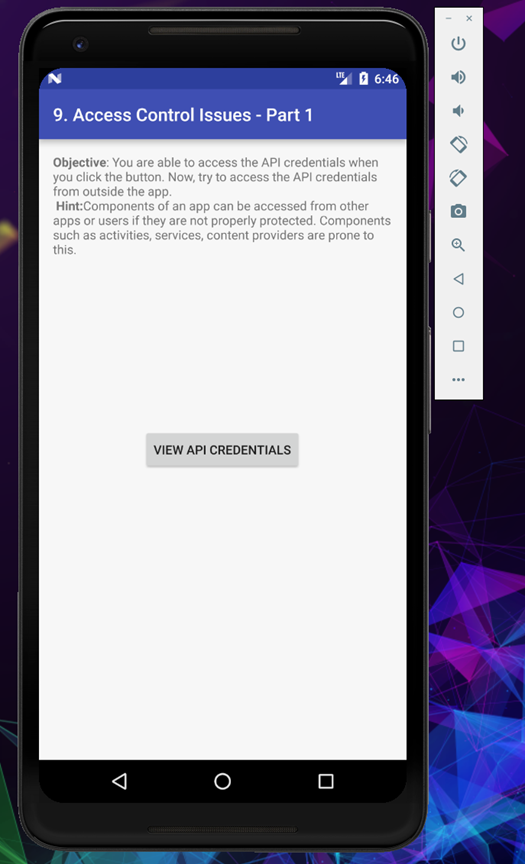 LTE 6:46
9. Access Control Issues - Part 1
Objective: You are able to access the API credentials when
you click the button. Now, try to access the API credentials
from outside the app.
Hint:Components of an app can be accessed from other
apps or users if they are not properly protected. Components
such as activities, services, content providers are prone to
this.
VIEW API CREDENTIALS